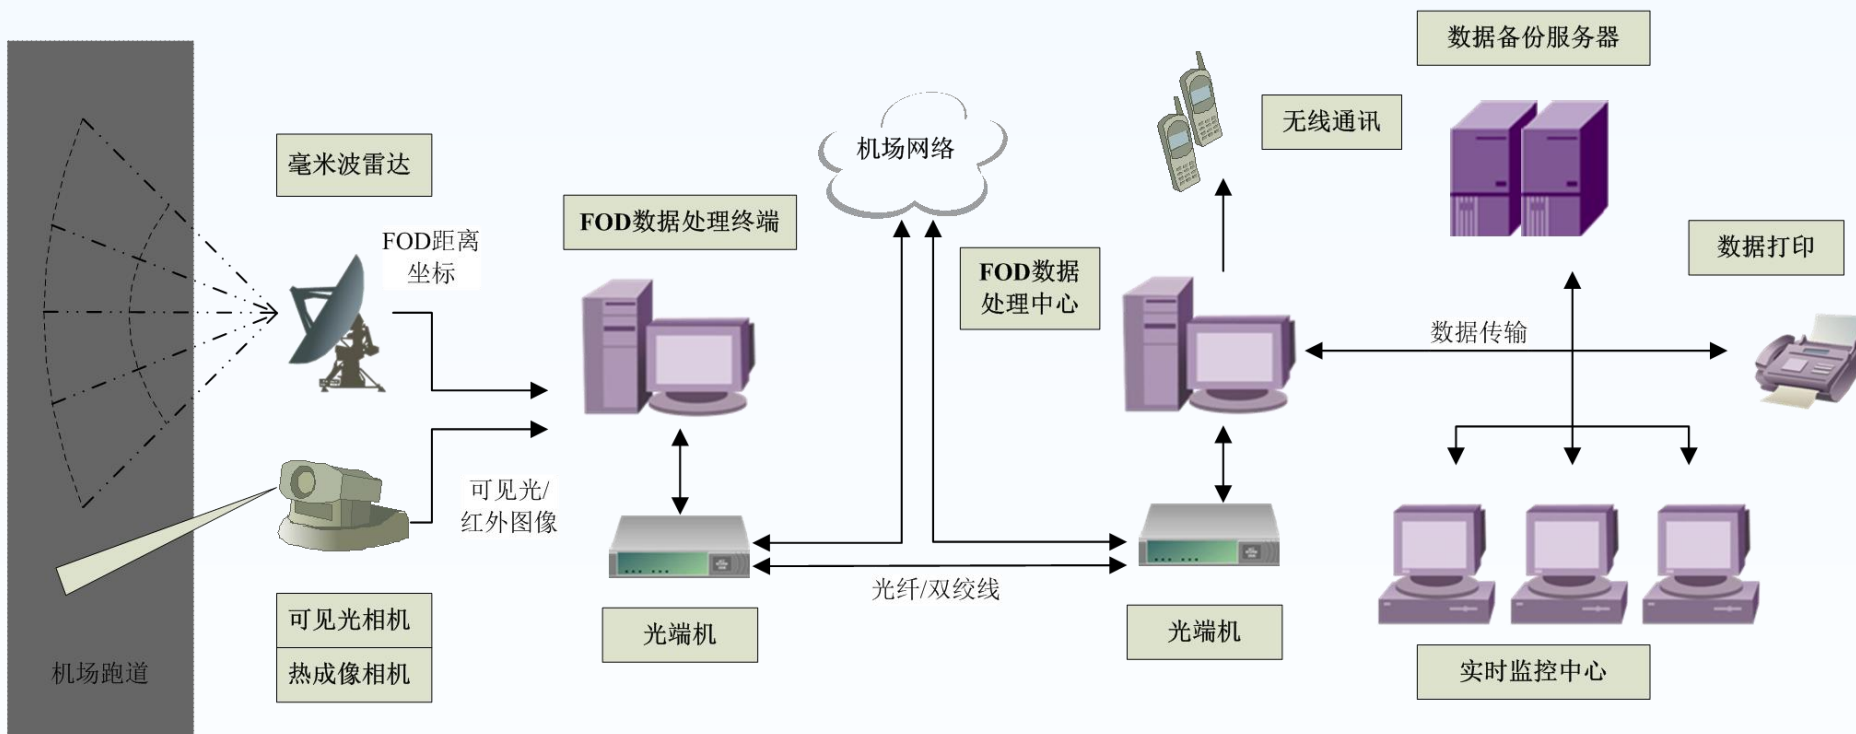 数据备份服务器
无线通讯
机场网络
毫米波雷达
FOD数据处理终端
FOD距离
坐标
FOD数据
处理中心
数据打印
数据传输
可见光/
红外图像
光纤/双绞线
可见光相机
热成像相机
光端机
光端机
实时监控中心
机场跑道